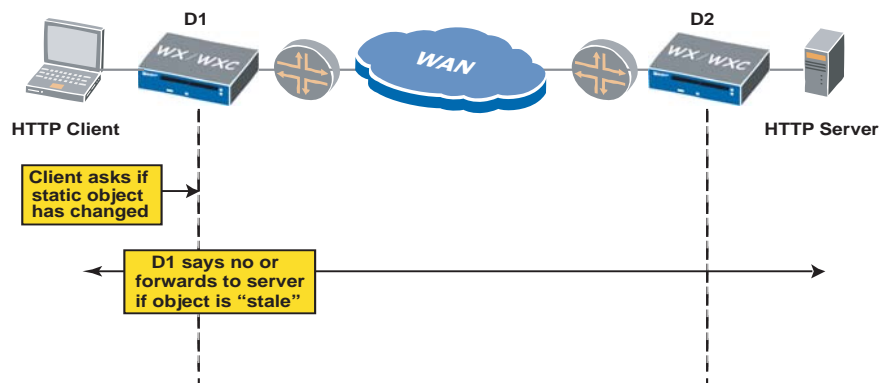 D1
D2
WX/WXC
WAN
WX/WXC
HTTP Client
HTTP Server
Client asks if
static object
has changed
D1 says no or
forwards to server
if object is “stale”